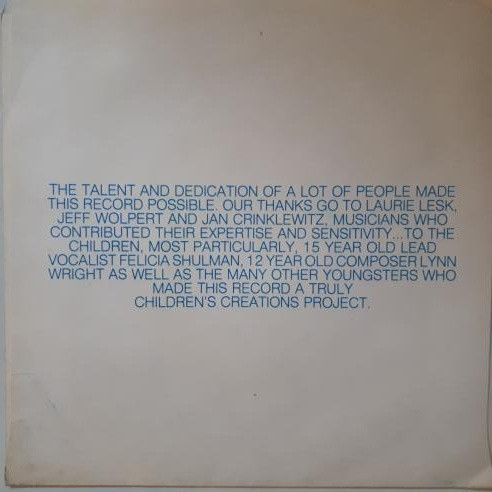 THE TALENT AND DEDICATION OF A LOT OF PEOPLE MADE
THIS RECORD POSSIBLE. OUR THANKS GO TO LAURIE LESK,
JEFF WOLPERT AND JAN CRINKLEWITZ, MUSICIANS WHO
CONTRIBUTED THEIR EXPERTISE AND SENSITIVITY...TO THE
CHILDREN, MOST PARTICULARLY, 15 YEAR OLD LEAD
VOCALIST FELICIA SHULMAN, 12 YEAR OLD COMPOSER LYNN
WRIGHT AS WELL AS THE MANY OTHER YOUNGSTERS WHO
MADE THIS RECORD A TRULY
CHILDREN'S CREATIONS PROJECT.